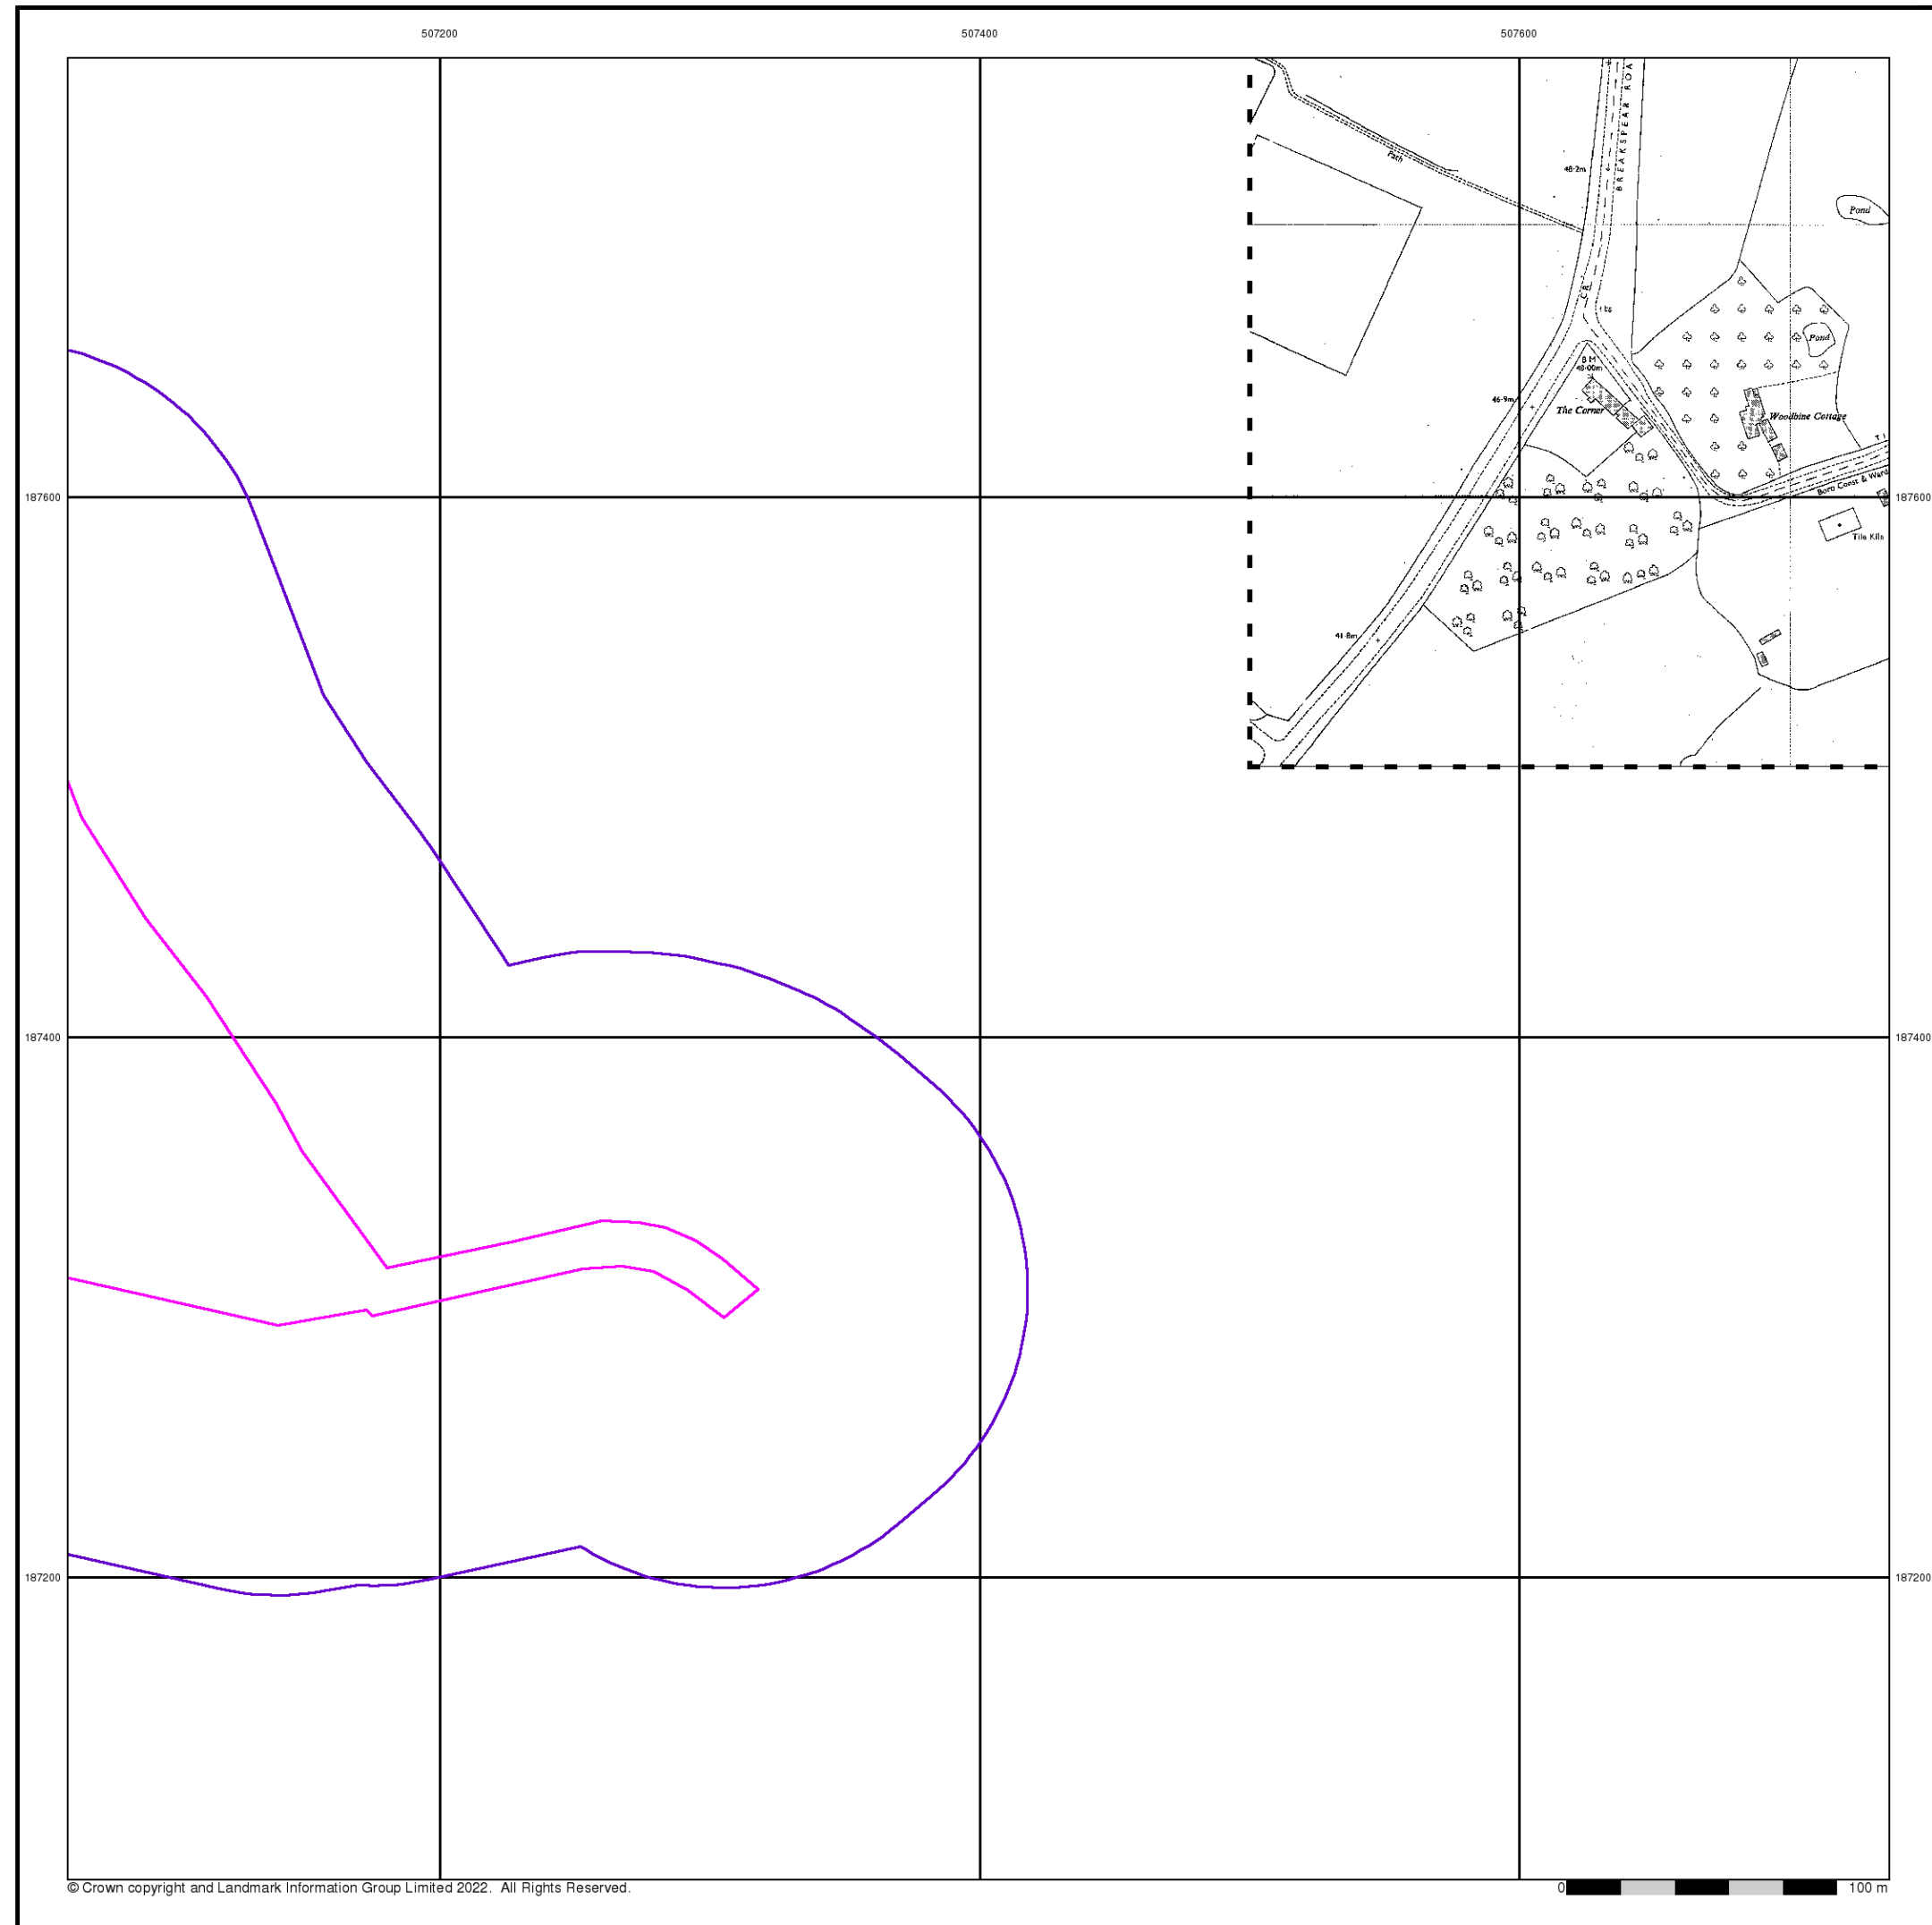 507200 507400 507600
BREAKSPEAR ROA
Path
48·2m
Pond
Pond
B M
48·00m
46·9m
The Corner
Woodbine Cottage
187600
187600
Boro Const & Ward
Tile Kiln
41·8m
187400
187400
187200
187200
© Crown copyright and Landmark Information Group Limited 2022. All Rights Reserved.
0 100 m